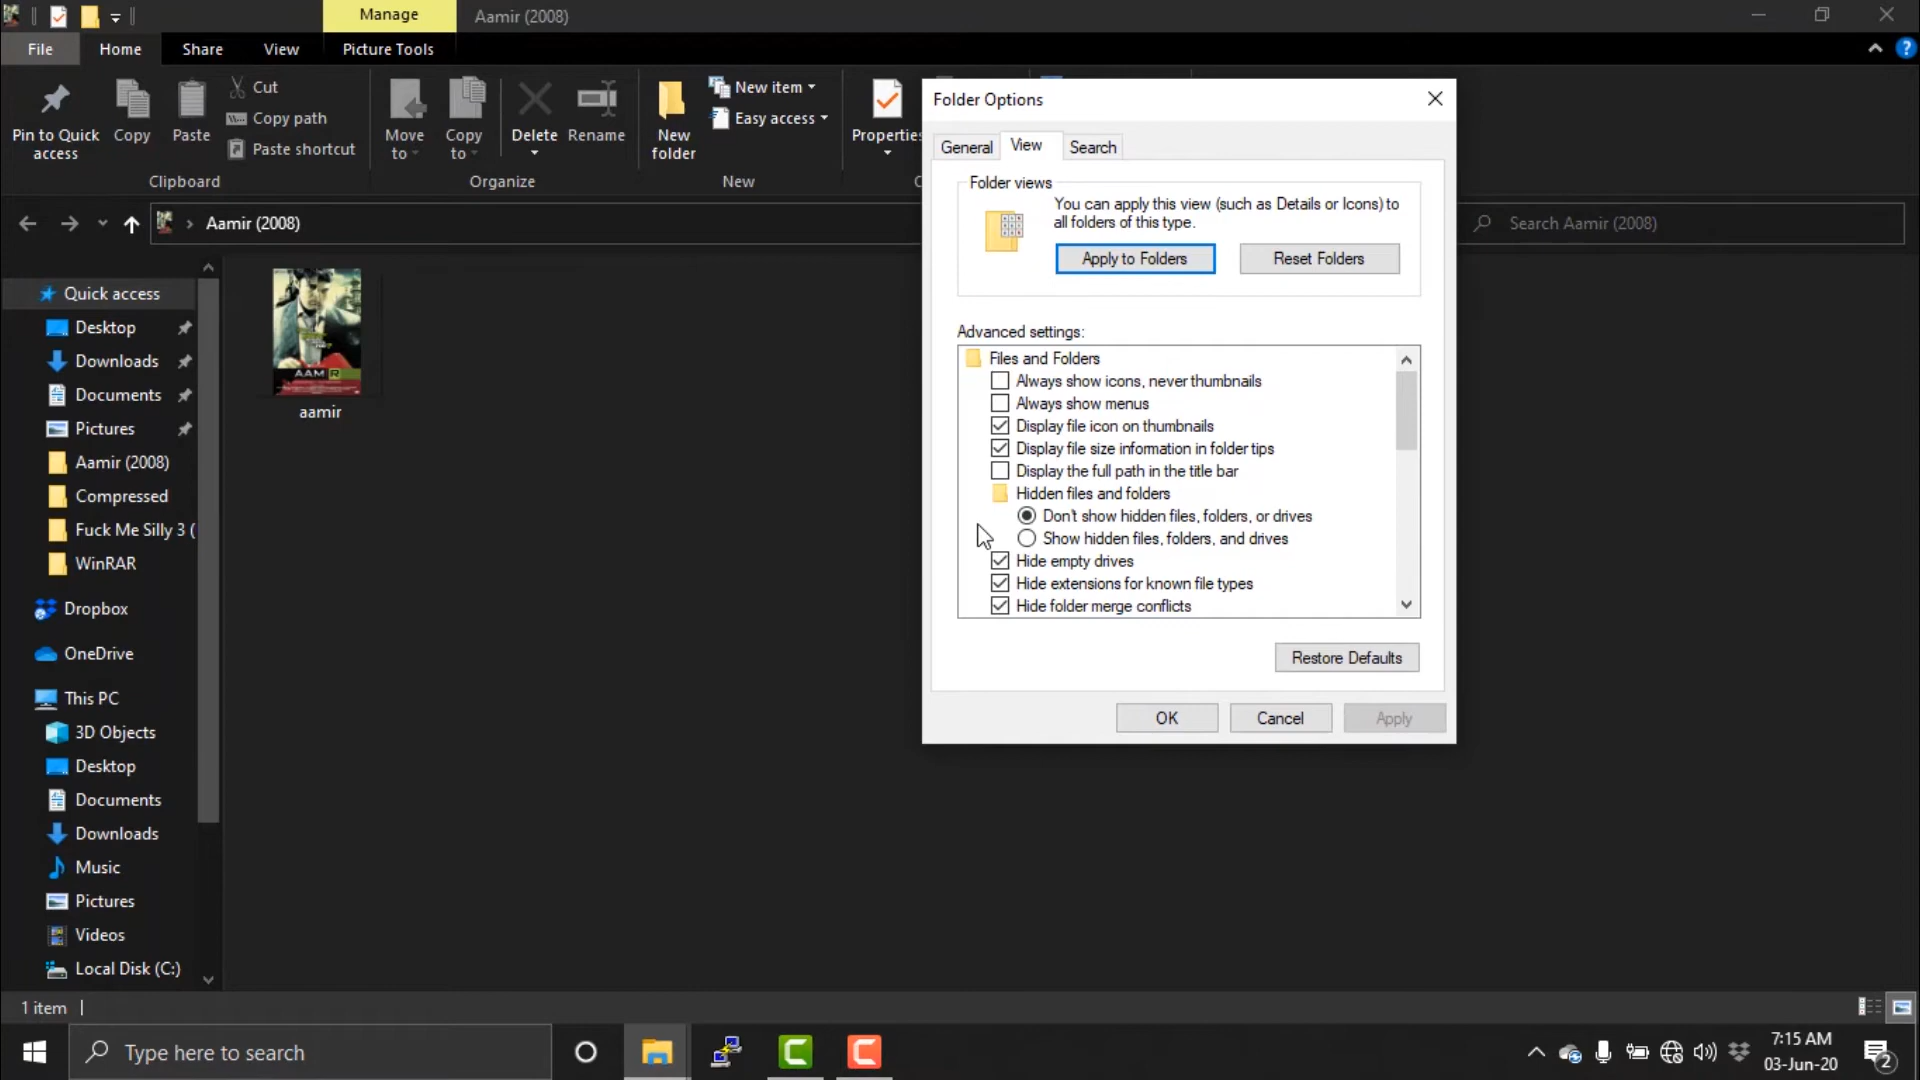 Manage
Aamir (2008)
File
Home
Share
View
Picture Tools
Pin to Quick access
Copy
Paste
Cut
Copy path
Paste shortcut
Move to
Copy to
Delete
Rename
New folder
New item
Easy access
Properties
Clipboard
Organize
New
Aamir (2008)
Search Aamir (2008)
Quick access
Desktop
Downloads
Documents
Pictures
Aamir (2008)
Compressed
Fuck Me Silly 3 (
WinRAR
Dropbox
OneDrive
This PC
3D Objects
Desktop
Documents
Downloads
Music
Pictures
Videos
Local Disk (C:)
AAMIR
aamir
Folder Options
General
View
Search
Folder views
You can apply this view (such as Details or Icons) to
all folders of this type.
Apply to Folders
Reset Folders
Advanced settings:
Files and Folders
Always show icons, never thumbnails
Always show menus
Display file icon on thumbnails
Display file size information in folder tips
Display the full path in the title bar
Hidden files and folders
Don't show hidden files, folders, or drives
Show hidden files, folders, and drives
Hide empty drives
Hide extensions for known file types
Hide folder merge conflicts
Restore Defaults
OK
Cancel
Apply
1 item
Type here to search
7:15 AM
03-Jun-20
2